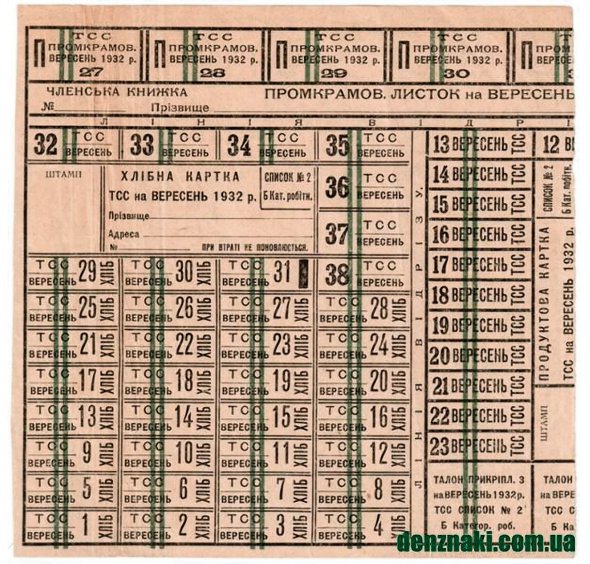 ТСС ТСС ТСС ТСС ТС
П ПРОМКРАМОВ. П ПРОМКРАМОВ. П ПРОМКРАМОВ. П ПРОМКРАМОВ. П ПРОМ
ВЕРЕСЕНЬ 1932 р. ВЕРЕСЕНЬ 1932 р. ВЕРЕСЕНЬ 1932 р. ВЕРЕСЕНЬ 1932 р. ВЕРЕСЕ
27 28 29 30
ЧЛЕНСЬКА КНИЖКА ПРОМКРАМОВ. ЛИСТОК на ВЕРЕСЕНЬ
№ Прізвище
Л І Н І Я В І Д Р І
32 ТСС ВЕРЕСЕНЬ 33 ТСС ВЕРЕСЕНЬ 34 ТСС ВЕРЕСЕНЬ 35 ТСС ВЕРЕСЕНЬ
ШТАМП
ХЛІБНА КАРТКА
ТСС на ВЕРЕСЕНЬ 1932 р.
СПИСОК № 2
Б Кат. робітн.
Прізвище
Адреса
№ ПРИ ВТРАТІ НЕ ПОНОВЛЮЄТЬСЯ.
36 ТСС ВЕРЕСЕНЬ
37 ТСС ВЕРЕСЕНЬ
38 ТСС ВЕРЕСЕНЬ
ТСС ВЕРЕСЕНЬ 29 ХЛІБ ТСС ВЕРЕСЕНЬ 30 ХЛІБ ТСС ВЕРЕСЕНЬ 31
ТСС ВЕРЕСЕНЬ 25 ХЛІБ ТСС ВЕРЕСЕНЬ 26 ХЛІБ ТСС ВЕРЕСЕНЬ 27 ХЛІБ ТСС ВЕРЕСЕНЬ 28 ХЛІБ
ТСС ВЕРЕСЕНЬ 21 ХЛІБ ТСС ВЕРЕСЕНЬ 22 ХЛІБ ТСС ВЕРЕСЕНЬ 23 ХЛІБ ТСС ВЕРЕСЕНЬ 24 ХЛІБ
ТСС ВЕРЕСЕНЬ 17 ХЛІБ ТСС ВЕРЕСЕНЬ 18 ХЛІБ ТСС ВЕРЕСЕНЬ 19 ХЛІБ ТСС ВЕРЕСЕНЬ 20 ХЛІБ
ТСС ВЕРЕСЕНЬ 13 ХЛІБ ТСС ВЕРЕСЕНЬ 14 ХЛІБ ТСС ВЕРЕСЕНЬ 15 ХЛІБ ТСС ВЕРЕСЕНЬ 16 ХЛІБ
ТСС ВЕРЕСЕНЬ 9 ХЛІБ ТСС ВЕРЕСЕНЬ 10 ХЛІБ ТСС ВЕРЕСЕНЬ 11 ХЛІБ ТСС ВЕРЕСЕНЬ 12 ХЛІБ
ТСС ВЕРЕСЕНЬ 5 ХЛІБ ТСС ВЕРЕСЕНЬ 6 ХЛІБ ТСС ВЕРЕСЕНЬ 7 ХЛІБ ТСС ВЕРЕСЕНЬ 8 ХЛІБ
ТСС ВЕРЕСЕНЬ 1 ХЛІБ ТСС ВЕРЕСЕНЬ 2 ХЛІБ ТСС ВЕРЕСЕНЬ 3 ХЛІБ ТСС ВЕРЕСЕНЬ 4 ХЛІБ
ЛІНІЯ ВІДРІЗУ.
13 ВЕРЕСЕНЬ ТСС
14 ВЕРЕСЕНЬ ТСС
15 ВЕРЕСЕНЬ ТСС
16 ВЕРЕСЕНЬ ТСС
17 ВЕРЕСЕНЬ ТСС
18 ВЕРЕСЕНЬ ТСС
19 ВЕРЕСЕНЬ ТСС
20 ВЕРЕСЕНЬ ТСС
21 ВЕРЕСЕНЬ ТСС
22 ВЕРЕСЕНЬ ТСС
23 ВЕРЕСЕНЬ ТСС
ТАЛОН ПРИКРІПЛ. 3
на ВЕРЕСЕНЬ 1932р.
ТСС СПИСОК № 2
Б Категор. роб.
12 ВЕ
СПИСОК № 2
Б Кат. робітн.
ПРОДУКТОВА КАРТКА
ТСС на ВЕРЕСЕНЬ 1932 р.
ШТАМП
ТАЛОН
на ВЕР
denznaki.com.ua